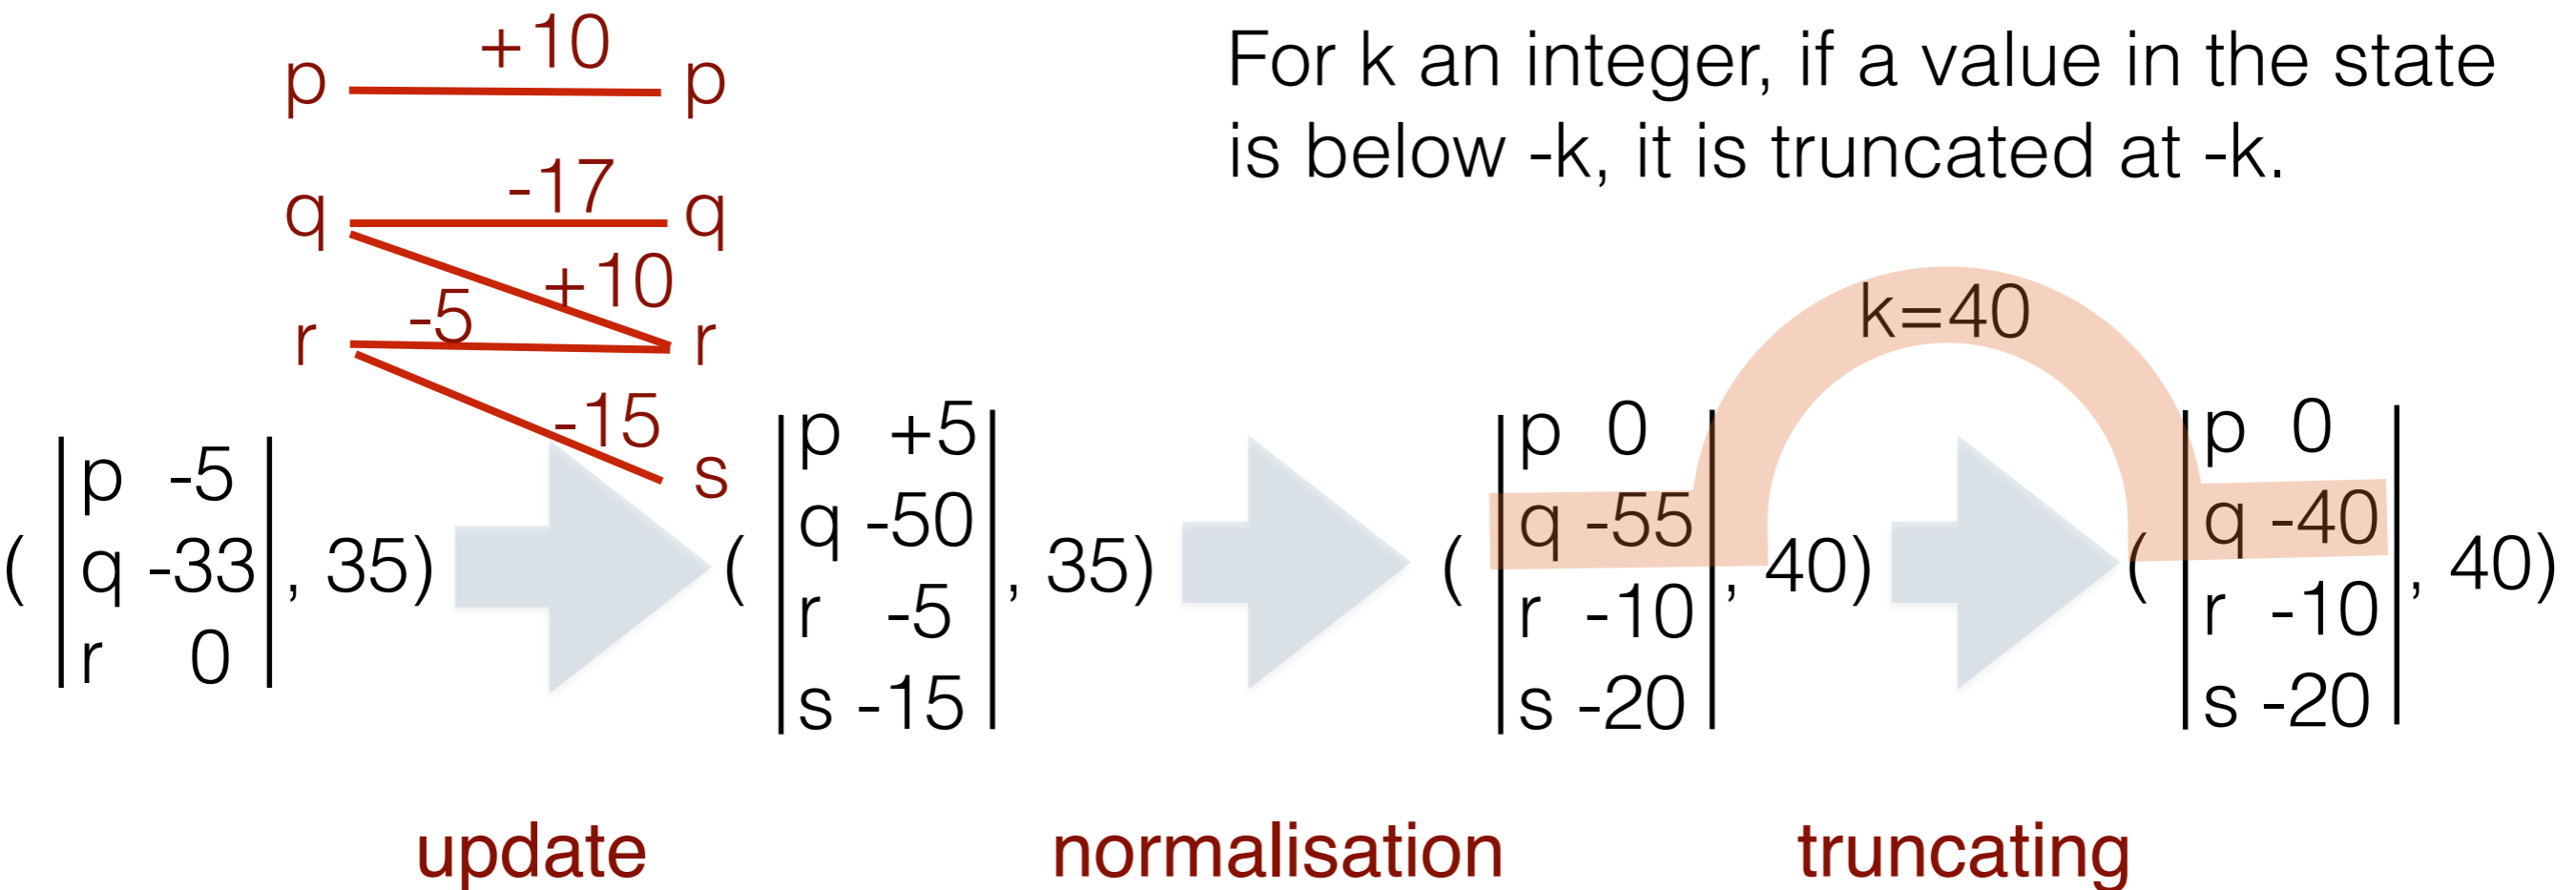 +10
p p
-17
q q
+10
-5
r r
-15
s
For k an integer, if a value in the state
is below -k, it is truncated at -k.
k=40
( | p -5 | , 35)
| q -33 |
| r 0 |
( | p +5 | , 35)
| q -50 |
| r -5 |
| s -15 |
( | p 0 | , 40)
| q -55 |
| r -10 |
| s -20 |
( | p 0 | , 40)
| q -40 |
| r -10 |
| s -20 |
update normalisation truncating